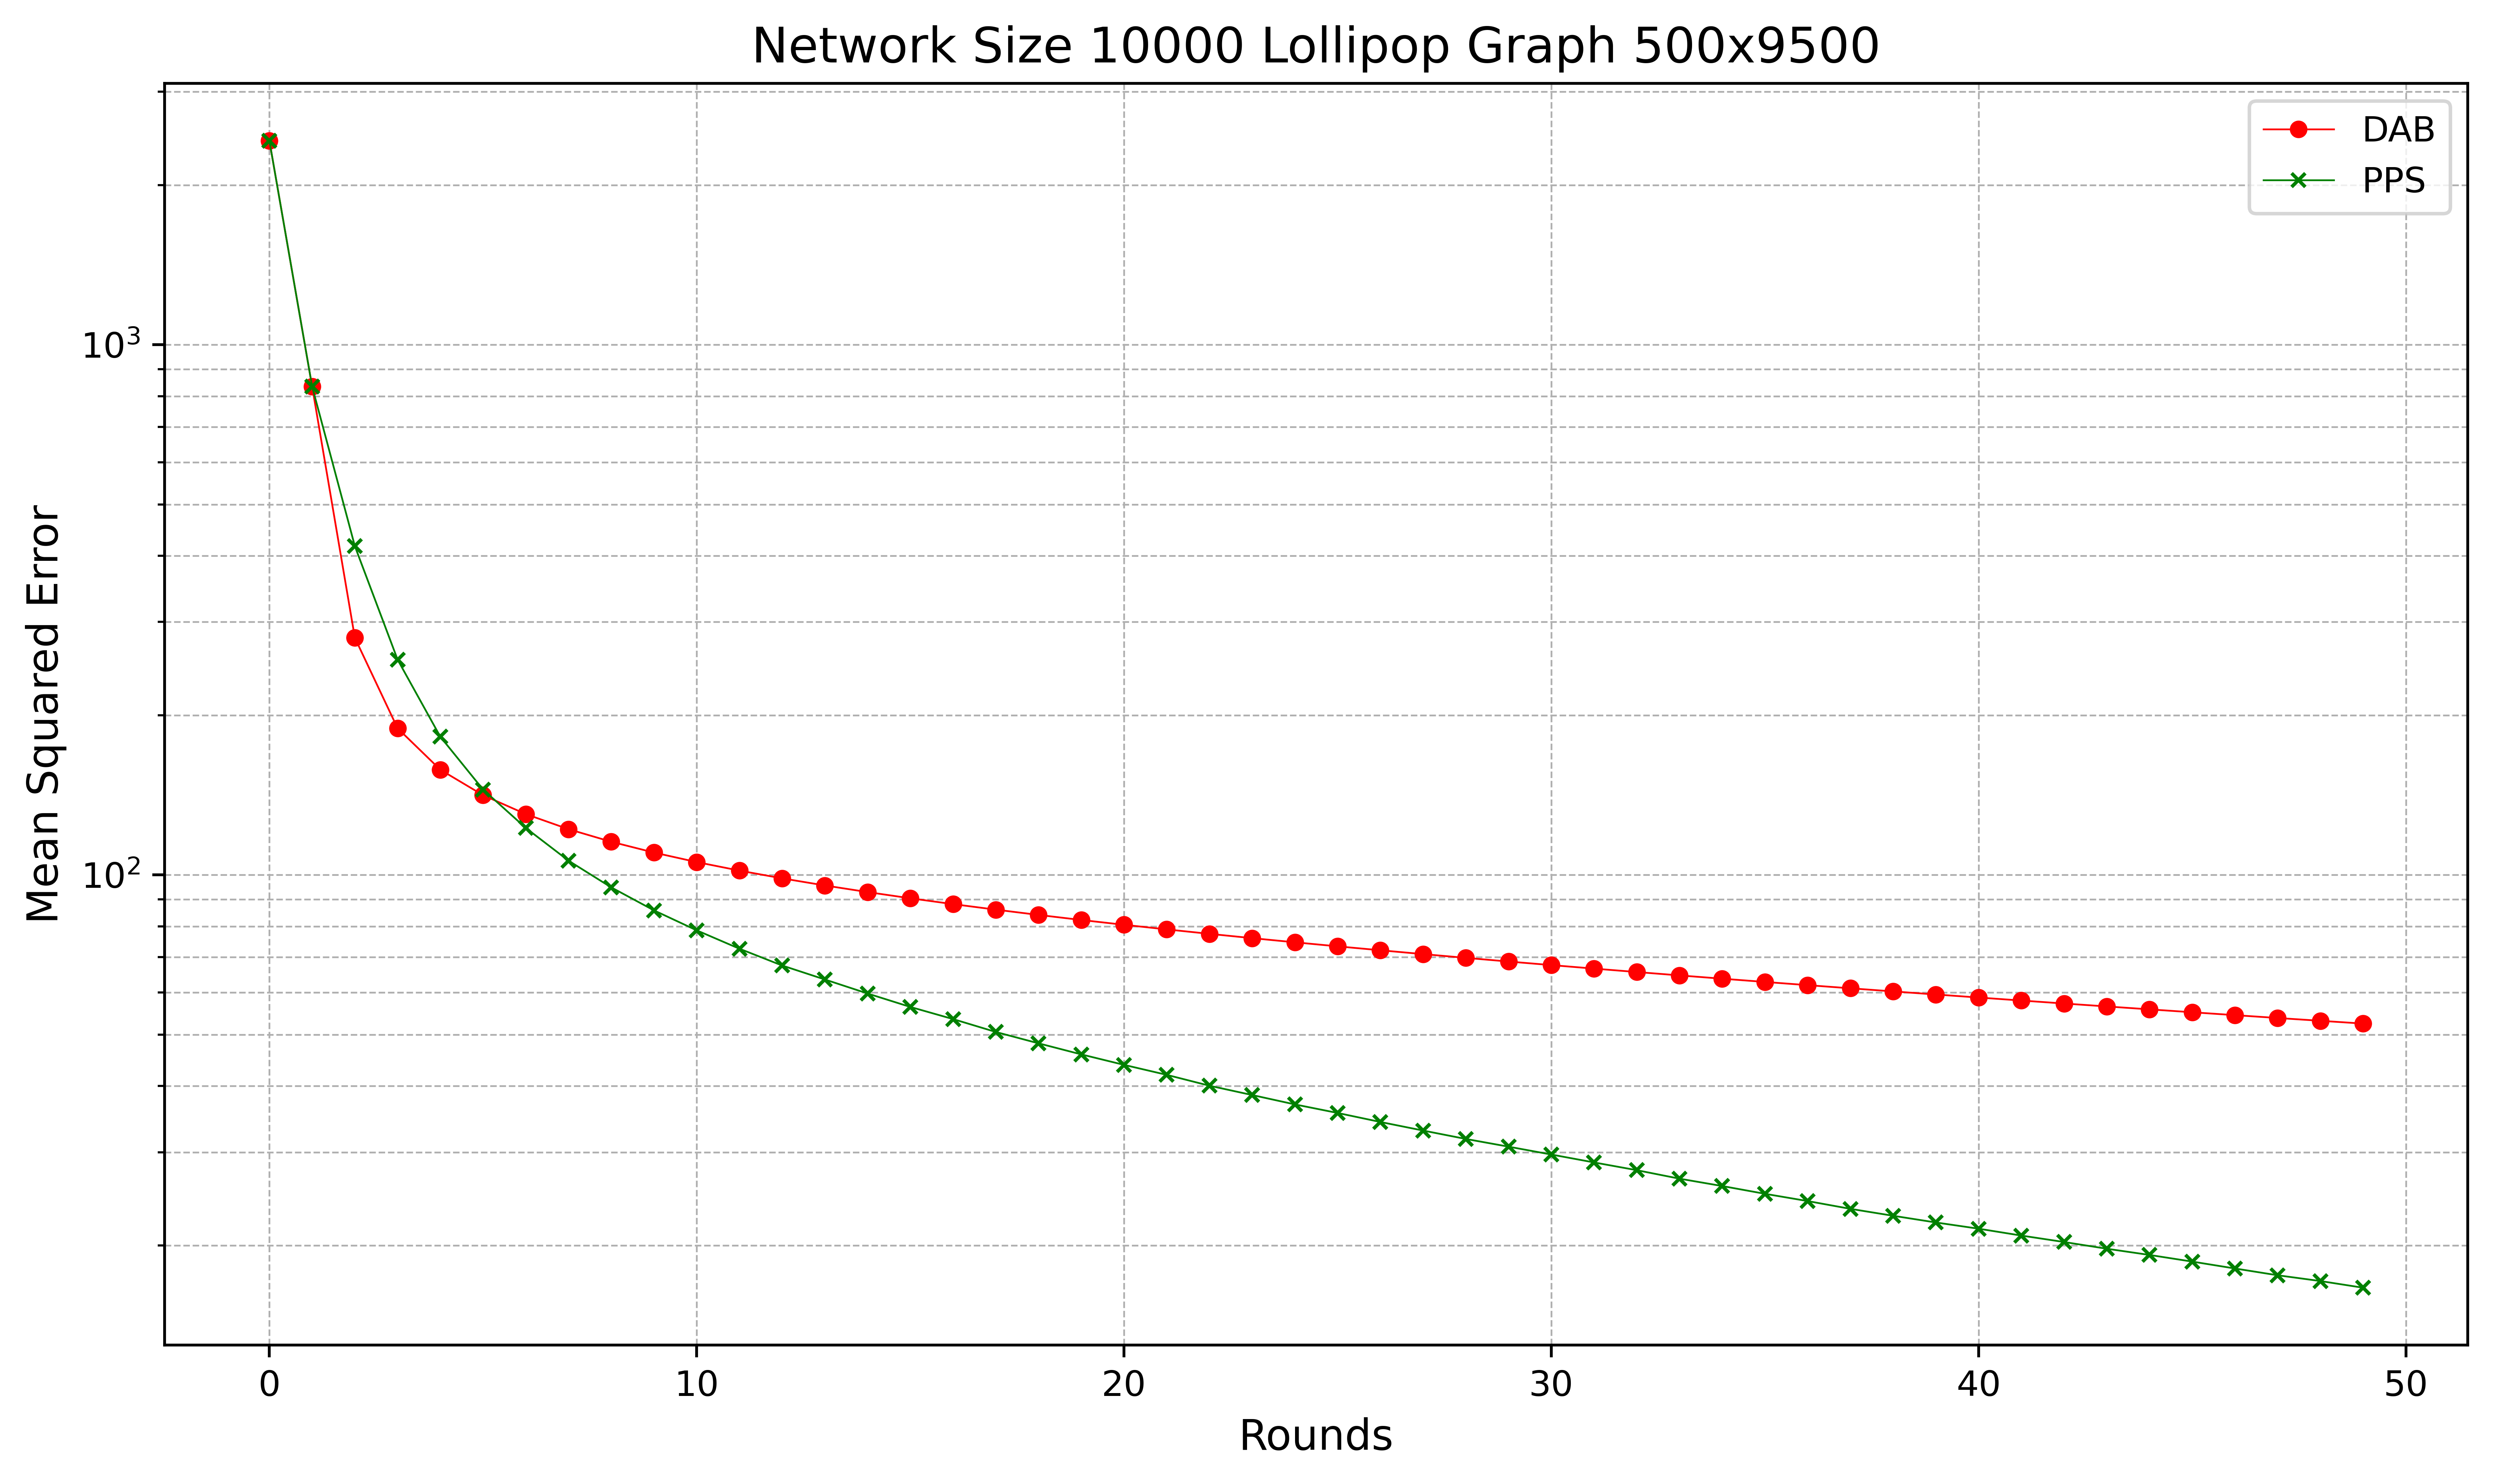 Network Size 10000 Lollipop Graph 500x9500
DAB
PPS
Mean Squared Error
10³
10²
0 10 20 30 40 50
Rounds